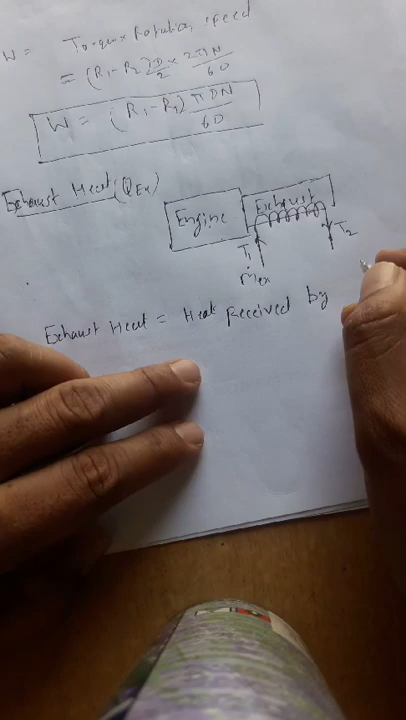 W = Torque x Rotation speed
= (R1-R2) D/2 x 2πN/60
W = (R1-R2) πDN/60
Exhaust Heat (QEx)
Engine
Exhaust
T1
T2
ṁex
Exhaust Heat = Heat Received by